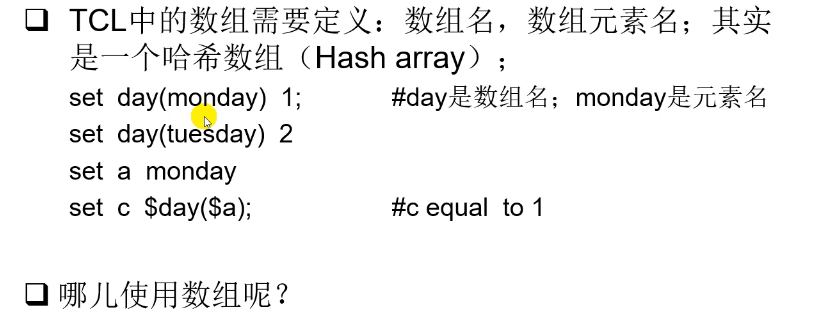 TCL中的数组需要定义：数组名，数组元素名；其实
是一个哈希数组（Hash array）；
set day(monday) 1; #day是数组名；monday是元素名
set day(tuesday) 2
set a monday
set c $day($a); #c equal to 1
哪儿使用数组呢？